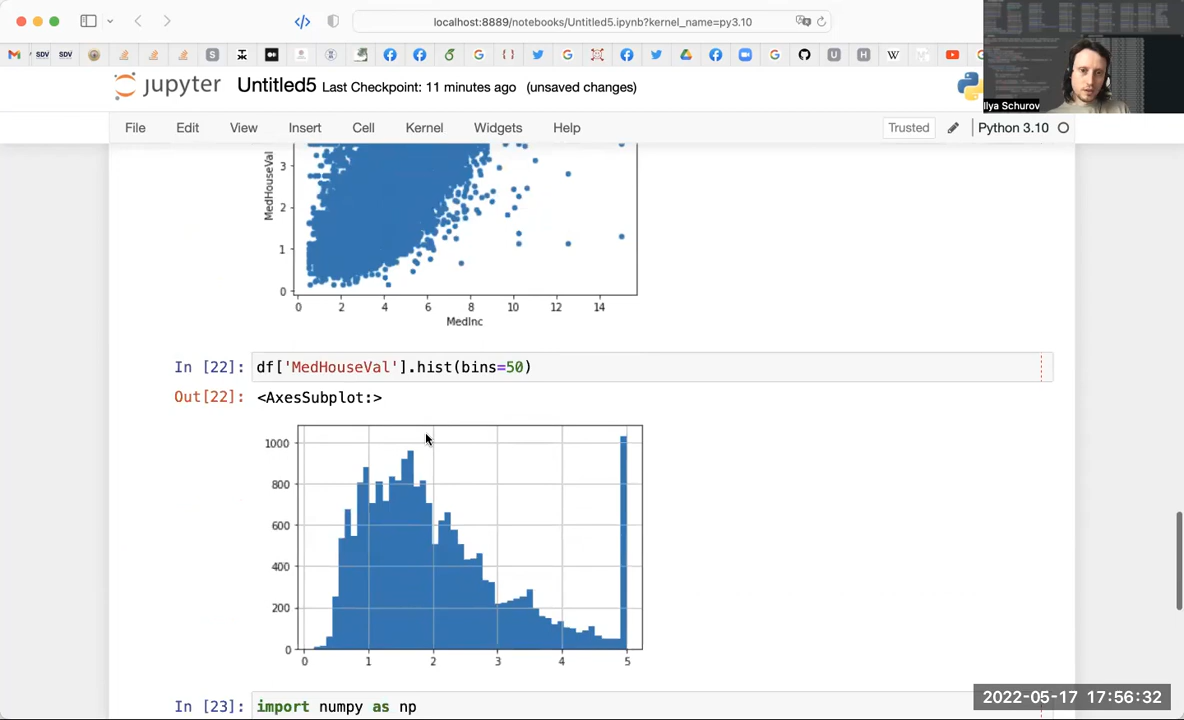 localhost:8889/notebooks/Untitled5.ipynb?kernel_name=py3.10
SDV SDV
Ilya Schurov
jupyter Untitled5 Last Checkpoint: 11 minutes ago (unsaved changes)
File Edit View Insert Cell Kernel Widgets Help Trusted Python 3.10
3
2
1
0
MedHouseVal
0 2 4 6 8 10 12 14
MedInc
In [22]: df['MedHouseVal'].hist(bins=50)
Out[22]: <AxesSubplot:>
1000
800
600
400
200
0
0 1 2 3 4 5
In [23]: import numpy as np
2022-05-17 17:56:32